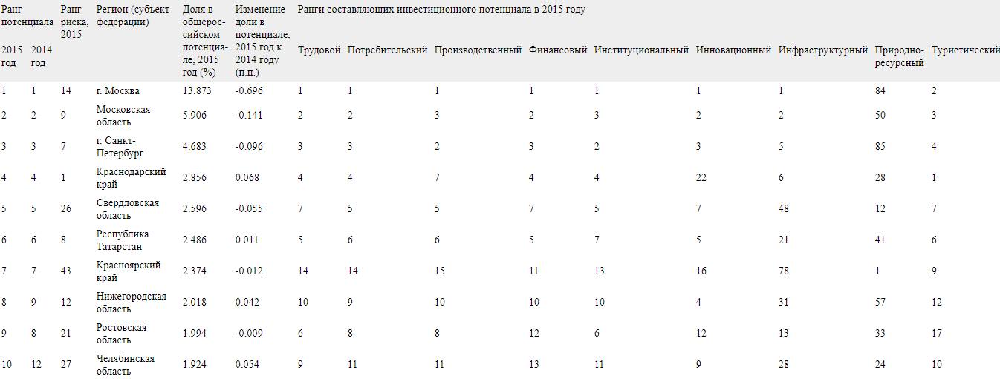 Ранг потенциала Ранг риска, 2015 Регион (субъект федерации) Доля в общерос-сийском потенциа-ле, 2015 год (%) Изменение доли в потенциале, 2015 год к 2014 году (п.п.) Ранги составляющих инвестиционного потенциала в 2015 году
2015 год 2014 год Трудовой Потребительский Производственный Финансовый Институциональный Инновационный Инфраструктурный Природно-ресурсный Туристический
1 1 14 г. Москва 13.873 -0.696 1 1 1 1 1 1 1 84 2
2 2 9 Московская область 5.906 -0.141 2 2 3 2 3 2 2 50 3
3 3 7 г. Санкт-Петербург 4.683 -0.096 3 3 2 3 2 3 5 85 4
4 4 1 Краснодарский край 2.856 0.068 4 4 7 4 4 22 6 28 1
5 5 26 Свердловская область 2.596 -0.055 7 5 5 7 5 7 48 12 7
6 6 8 Республика Татарстан 2.486 0.011 5 6 6 5 7 5 21 41 6
7 7 43 Красноярский край 2.374 -0.012 14 14 15 11 13 16 78 1 9
8 9 12 Нижегородская область 2.018 0.042 10 9 10 10 10 4 31 57 12
9 8 21 Ростовская область 1.994 -0.009 6 8 8 12 6 12 13 33 17
10 12 27 Челябинская область 1.924 0.054 9 11 11 13 11 9 28 24 10